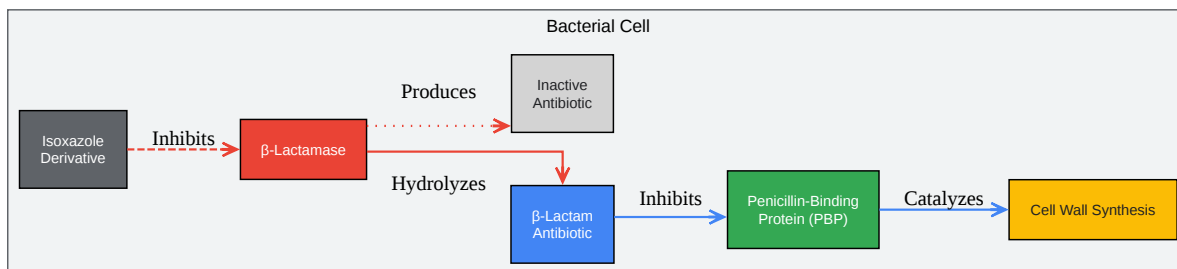 Bacterial Cell
Isoxazole
Derivative
Inhibits
β-Lactamase
Produces
Inactive
Antibiotic
Hydrolyzes
β-Lactam
Antibiotic
Inhibits
Penicillin-Binding
Protein (PBP)
Catalyzes
Cell Wall Synthesis